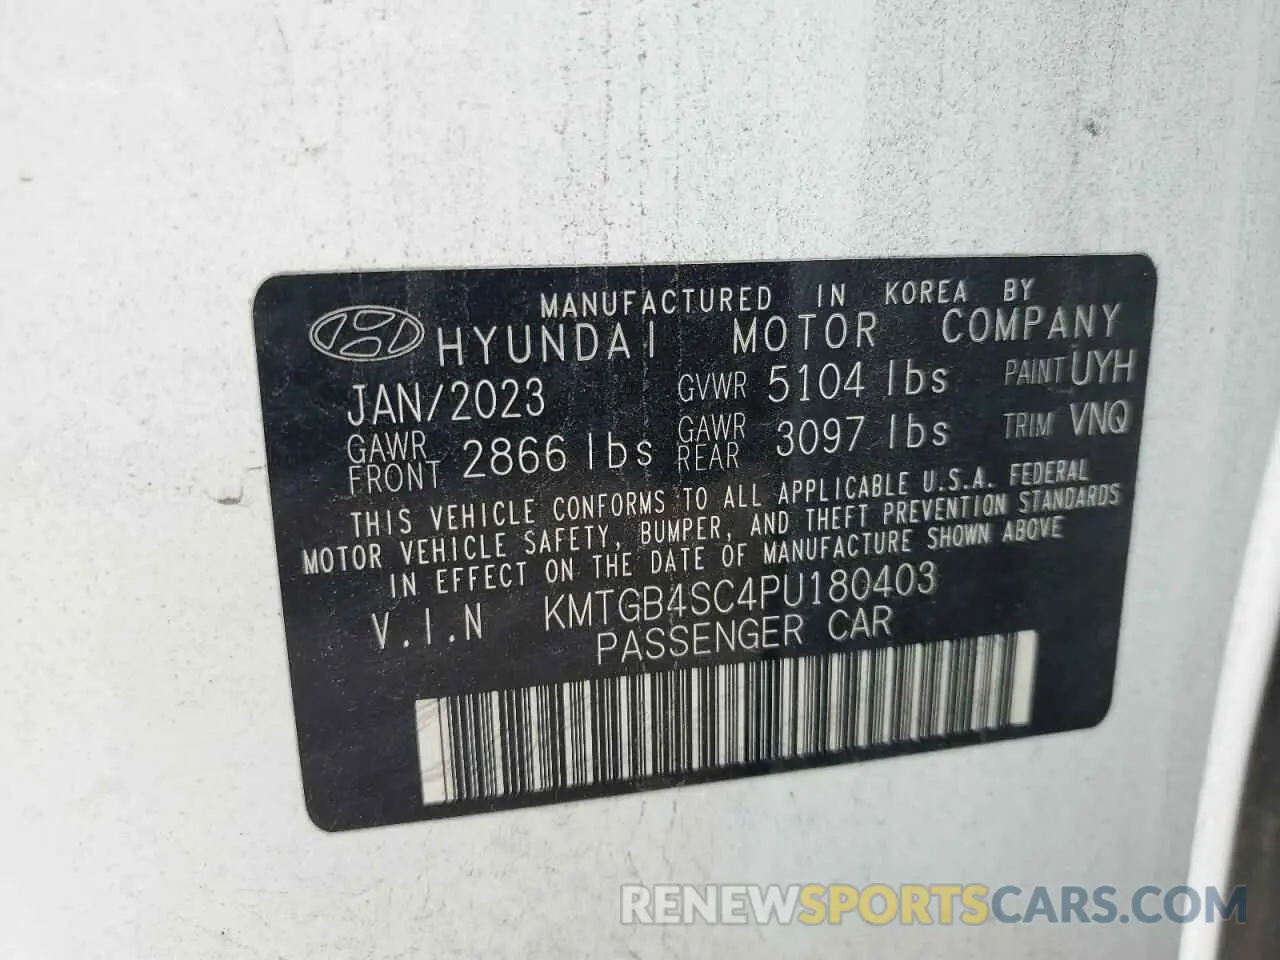 MANUFACTURED IN KOREA BY
HYUNDAI MOTOR COMPANY
JAN/2023 GVWR 5104 lbs PAINT UYH
GAWR FRONT 2866 lbs GAWR REAR 3097 lbs TRIM VNQ
THIS VEHICLE CONFORMS TO ALL APPLICABLE U.S.A. FEDERAL
MOTOR VEHICLE SAFETY, BUMPER, AND THEFT PREVENTION STANDARDS
IN EFFECT ON THE DATE OF MANUFACTURE SHOWN ABOVE
V.I.N KMTGB4SC4PU180403
PASSENGER CAR
RENEWSPORTSCARS.COM